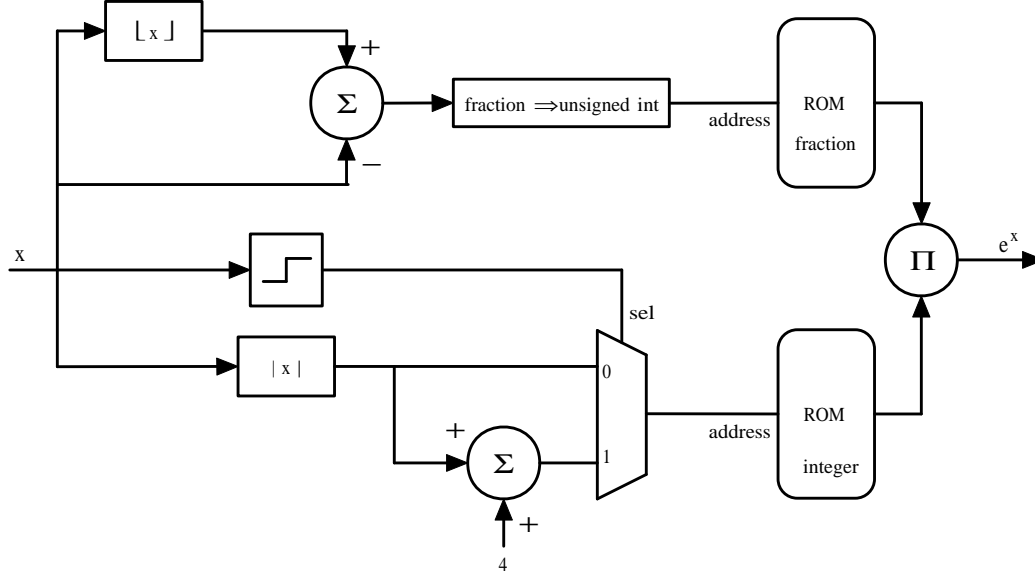 ⌊ x ⌋
+
Σ
−
fraction ⇒unsigned int
address
ROM
fraction
x
e^x
Π
sel
| x |
0
+
Σ
1
address
ROM
integer
+
4